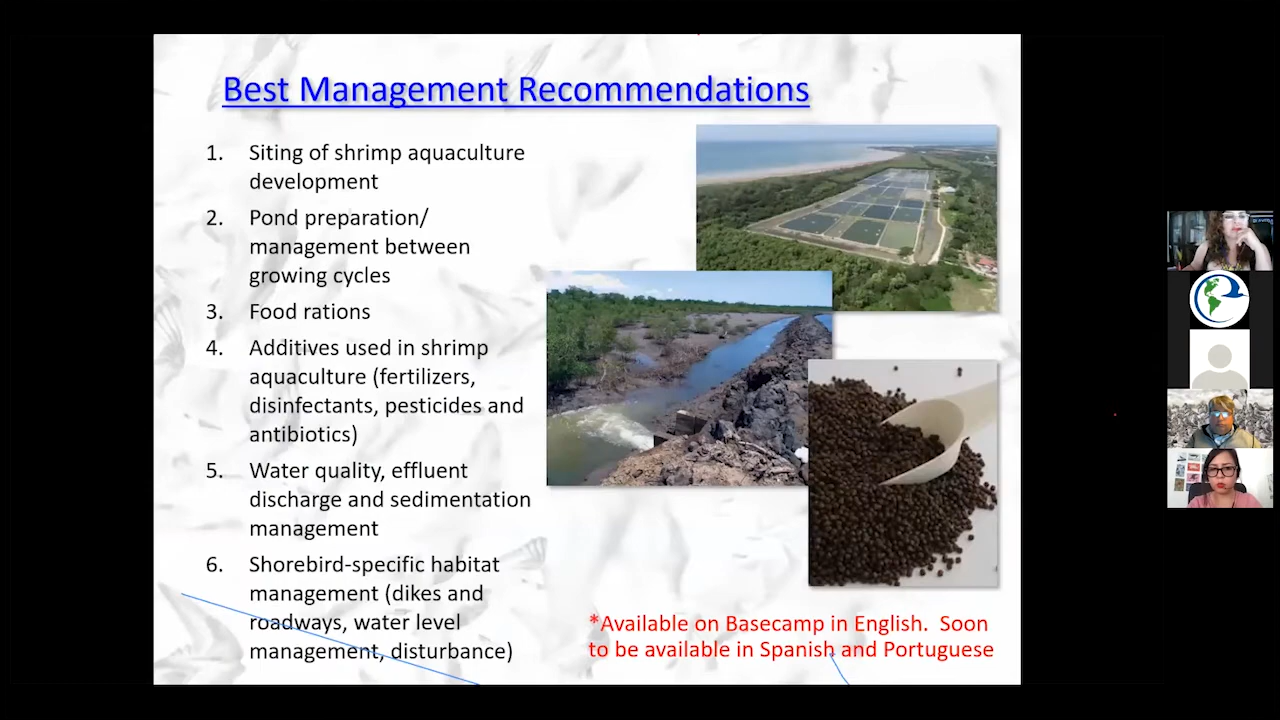 Best Management Recommendations
1. Siting of shrimp aquaculture
development
2. Pond preparation/
management between
growing cycles
3. Food rations
4. Additives used in shrimp
aquaculture (fertilizers,
disinfectants, pesticides and
antibiotics)
5. Water quality, effluent
discharge and sedimentation
management
6. Shorebird-specific habitat
management (dikes and
roadways, water level
management, disturbance)
*Available on Basecamp in English. Soon
to be available in Spanish and Portuguese